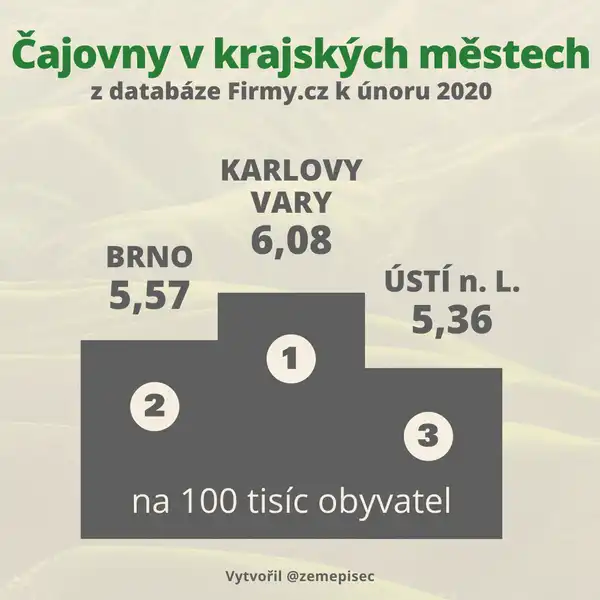 Čajovny v krajských městech
z databáze Firmy.cz k únoru 2020
KARLOVY
VARY
6,08
BRNO
5,57
ÚSTÍ n. L.
5,36
1
2
3
na 100 tisíc obyvatel
Vytvořil @zemepisec